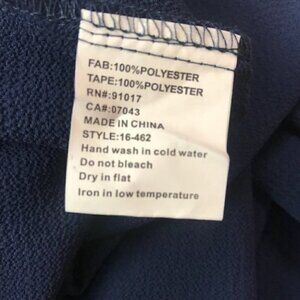 FAB:100%POLYESTER
TAPE:100%POLYESTER
RN#:91017
CA#:07043
MADE IN CHINA
STYLE:16-462
Hand wash in cold water
Do not bleach
Dry in flat
Iron in low temperature